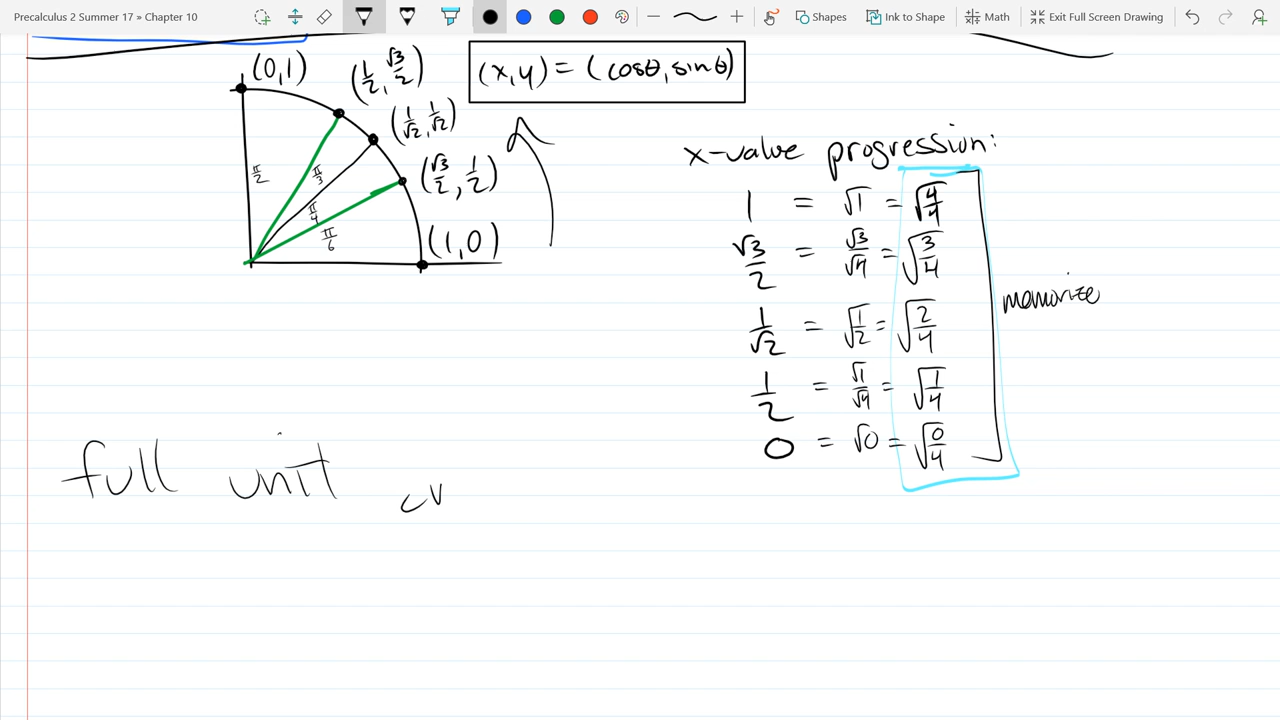 Precalculus 2 Summer 17 » Chapter 10
Shapes
Ink to Shape
Math
Exit Full Screen Drawing
(0,1)
(1/2, √3/2)
(1/√2, 1/√2)
(√3/2, 1/2)
(1,0)
π/2
π/3
π/4
π/6
(x,y) = (cosθ, sinθ)
x-value progression:
1 = √1 = √(4/4)
√3/2 = √3/√4 = √(3/4)
1/√2 = √(1/2) = √(2/4)
1/2 = √1/√4 = √(1/4)
0 = √0 = √(0/4)
memorize
full unit